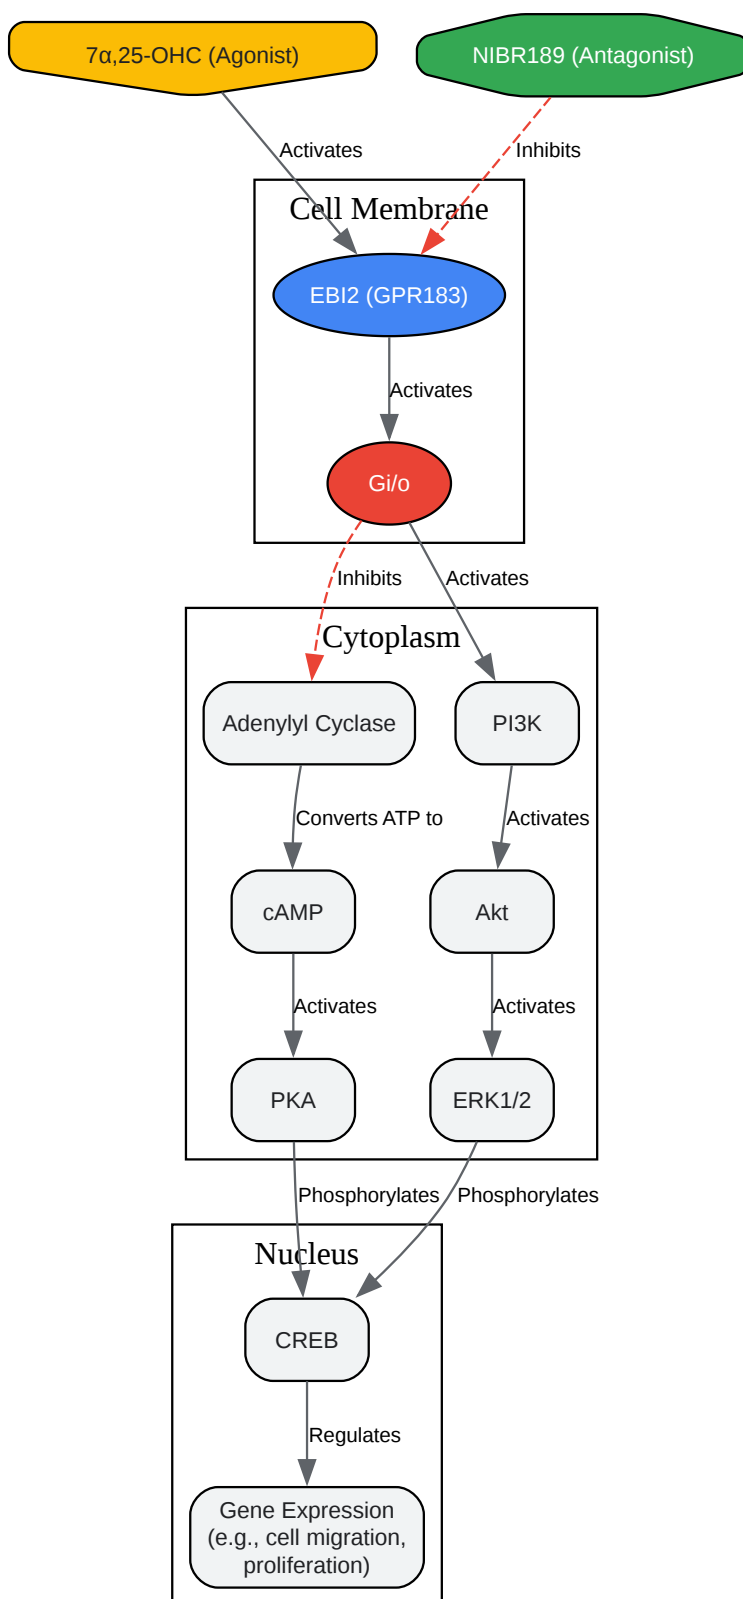 7α,25-OHC (Agonist)
NIBR189 (Antagonist)
Activates
Inhibits
Cell Membrane
EBI2 (GPR183)
Activates
Gi/o
Inhibits
Activates
Cytoplasm
Adenylyl Cyclase
PI3K
Converts ATP to
Activates
cAMP
Akt
Activates
Activates
PKA
ERK1/2
Phosphorylates
Phosphorylates
Nucleus
CREB
Regulates
Gene Expression
(e.g., cell migration,
proliferation)